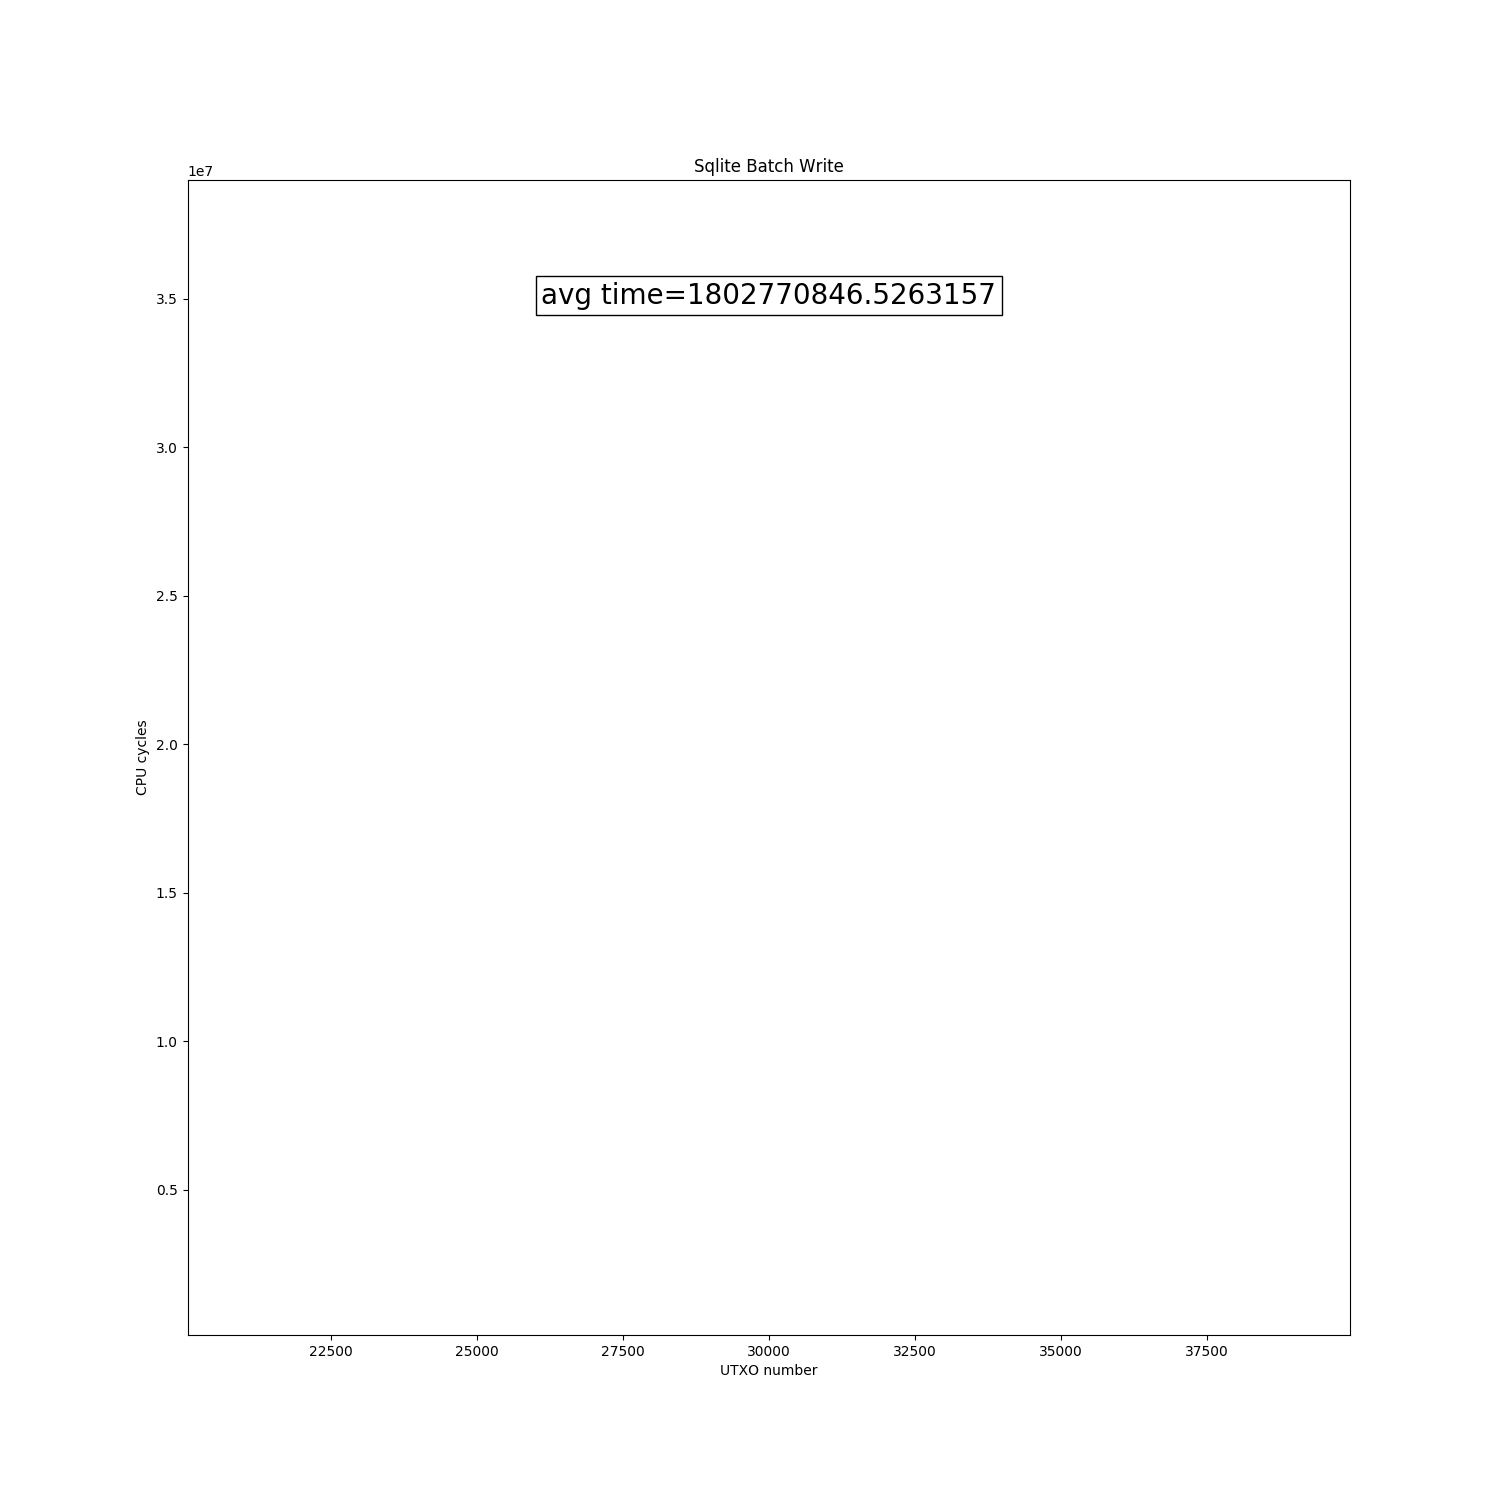 Sqlite Batch Write
1e7
avg time=1802770846.5263157
3.5
3.0
2.5
2.0
1.5
1.0
0.5
CPU cycles
22500 25000 27500 30000 32500 35000 37500
UTXO number